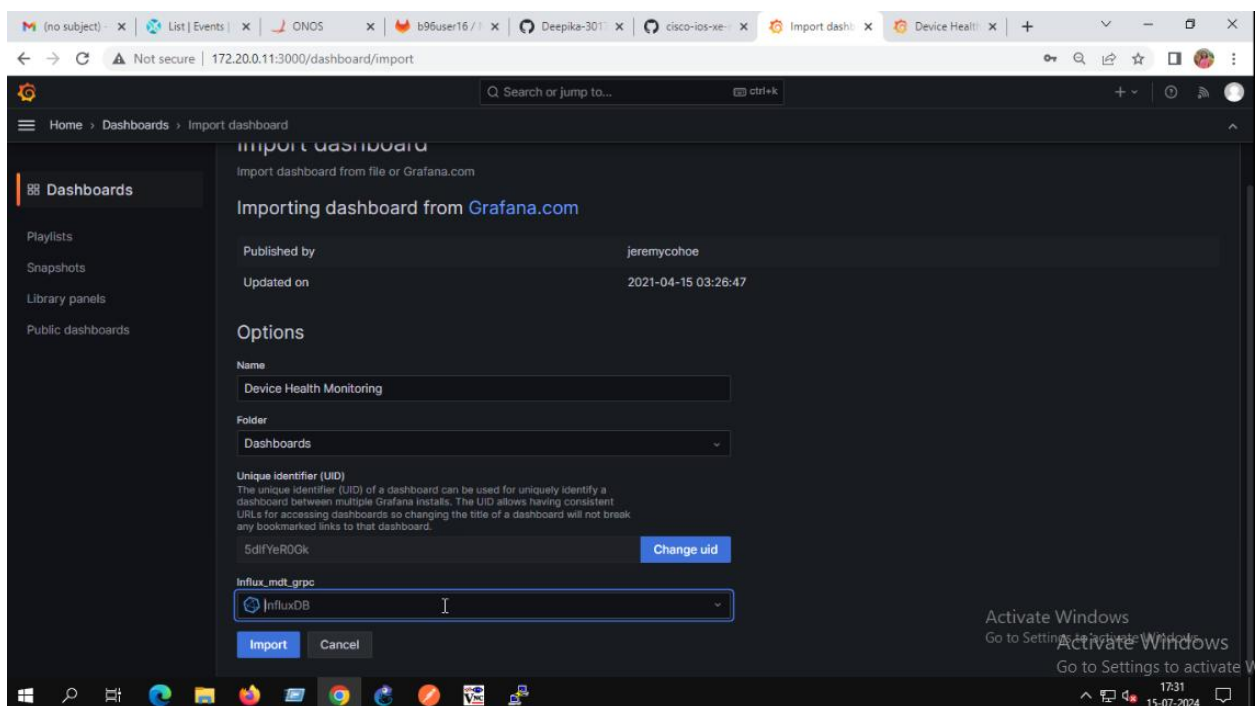 (no subject) -
List | Events |
ONOS
b96user16 /
Deepika-301
cisco-ios-xe-
Import dashb
Device Health
Not secure
172.20.0.11:3000/dashboard/import
Search or jump to...
ctrl+k
Home › Dashboards › Import dashboard
Import dashboard
Import dashboard from file or Grafana.com
Dashboards
Importing dashboard from Grafana.com
Playlists
Published by jeremycohoe
Snapshots
Updated on 2021-04-15 03:26:47
Library panels
Public dashboards
Options
Name
Device Health Monitoring
Folder
Dashboards
Unique identifier (UID)
The unique identifier (UID) of a dashboard can be used for uniquely identify a
dashboard between multiple Grafana installs. The UID allows having consistent
URLs for accessing dashboards so changing the title of a dashboard will not break
any bookmarked links to that dashboard.
5dIfYeR0Gk
Change uid
Influx_mdt_grpc
InfluxDB
Import
Cancel
Activate Windows
Go to Settings to activate Windows
Activate Windows
Go to Settings to activate W
17:31
15-07-2024